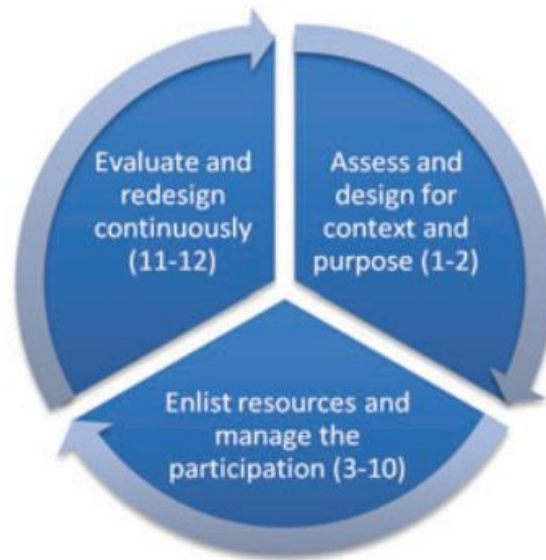 Assess and
design for
context and
purpose (1-2)
Enlist resources and
manage the
participation (3-10)
Evaluate and
redesign
continuously
(11-12)